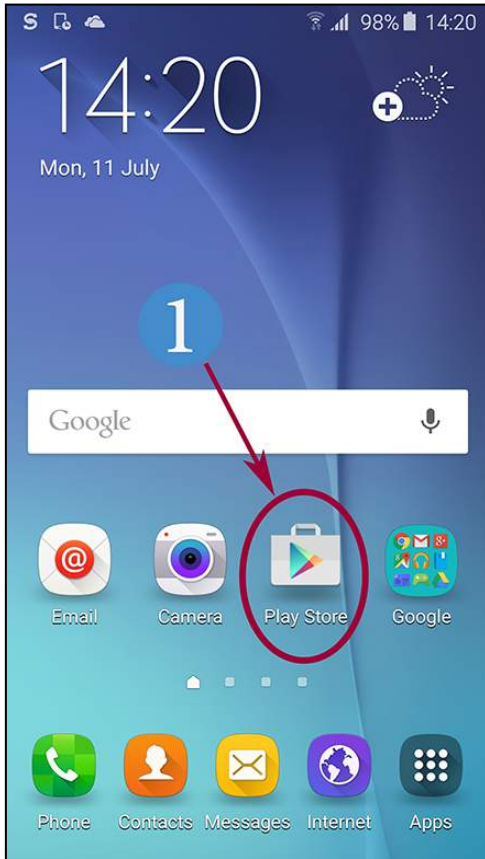 S 98% 14:20
14:20
Mon, 11 July
1
Google
@
Email Camera Play Store Google
Phone Contacts Messages Internet Apps